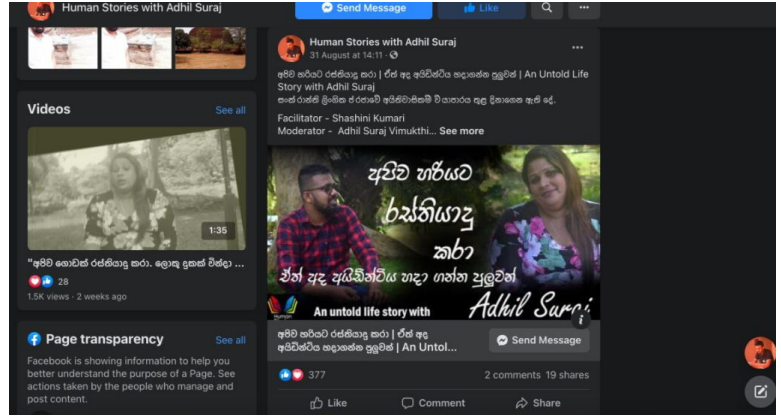 Human Stories with Adhil Suraj
Send Message
Like
Videos
See all
1:35
"අපිව ගොඩක් රස්තියාදු කරා. ලොකු දුකක් වින්දා ...
28
1.5K views · 2 weeks ago
Page transparency
See all
Facebook is showing information to help you
better understand the purpose of a Page. See
actions taken by the people who manage and
post content.
Human Stories with Adhil Suraj
31 August at 14:11 ·
අපිව හරියට රස්තියාදු කරා | ඒත් අද අයිඩින්ටිය හදාගන්න පුලුවන් | An Untold Life
Story with Adhil Suraj
සංක්‍රාන්ති ලිංගික ප්‍රජාවේ අයිතිවාසිකම් ව්‍යාපාරය තුළ දිනාගෙන ඇති දේ.
Facilitator - Shashini Kumari
Moderator - Adhil Suraj Vimukthi... See more
අපිව හරියට
රස්තියාදු
කරා
ඒත් අද අයිඩින්ටිය හදා ගන්න පුලුවන්
Human
An untold life story with Adhil Suraj
අපිව හරියට රස්තියාදු කරා | ඒත් අද
අයිඩින්ටිය හදාගන්න පුලුවන් | An Untol...
Send Message
377
2 comments 19 shares
Like
Comment
Share